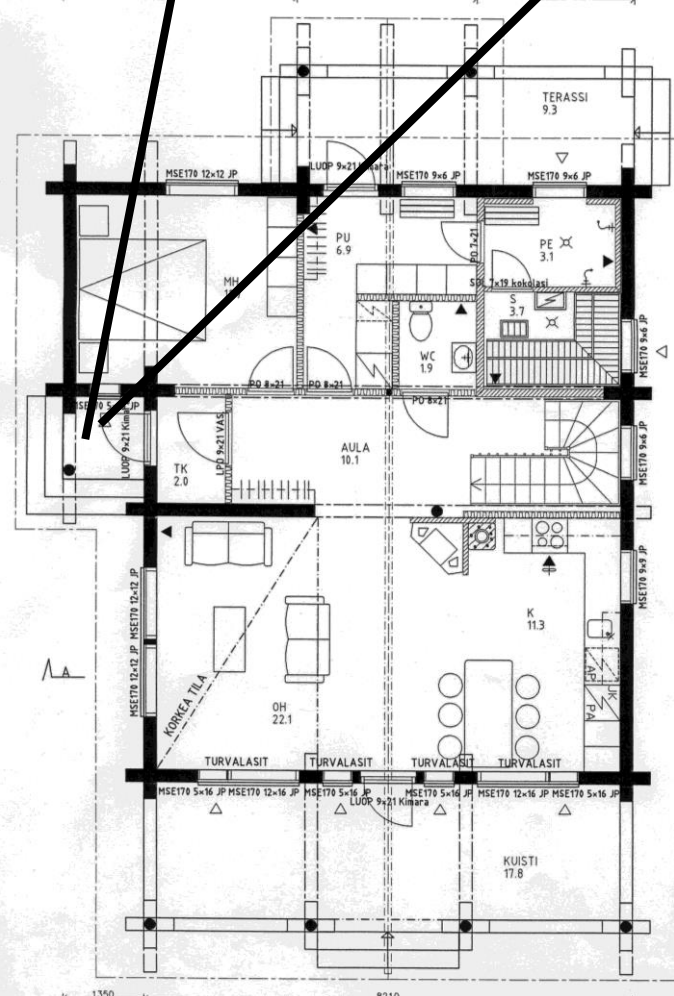 TERASSI
9.3
MSE170 12×12 JP
LUOP 9×21 Kimara
MSE170 9×6 JP
MSE170 9×6 JP
PU
6.9
PO 7×21
PE
3.1
MH
SOL 7×19 kokolasi
S
3.7
WC
1.9
MSE170 9×6 JP
PO 8×21
PO 8×21
PO 8×21
JP
LUOP 9×21 Kimara
TK
2.0
LPO 9×21 VAS.
AULA
10.1
MSE170 9×6 JP
MSE170 12×12 JP
MSE170 12×12 JP
K
11.3
MSE170 9×9 JP
A
KORKEA TILA
OH
22.1
AP
JK
PA
TURVALASIT
TURVALASIT
TURVALASIT
TURVALASIT
MSE170 5×16 JP
MSE170 12×16 JP
MSE170 5×16 JP
LUOP 9×21 Kimara
MSE170 5×16 JP
MSE170 12×16 JP
MSE170 5×16 JP
KUISTI
17.8
1350
8210